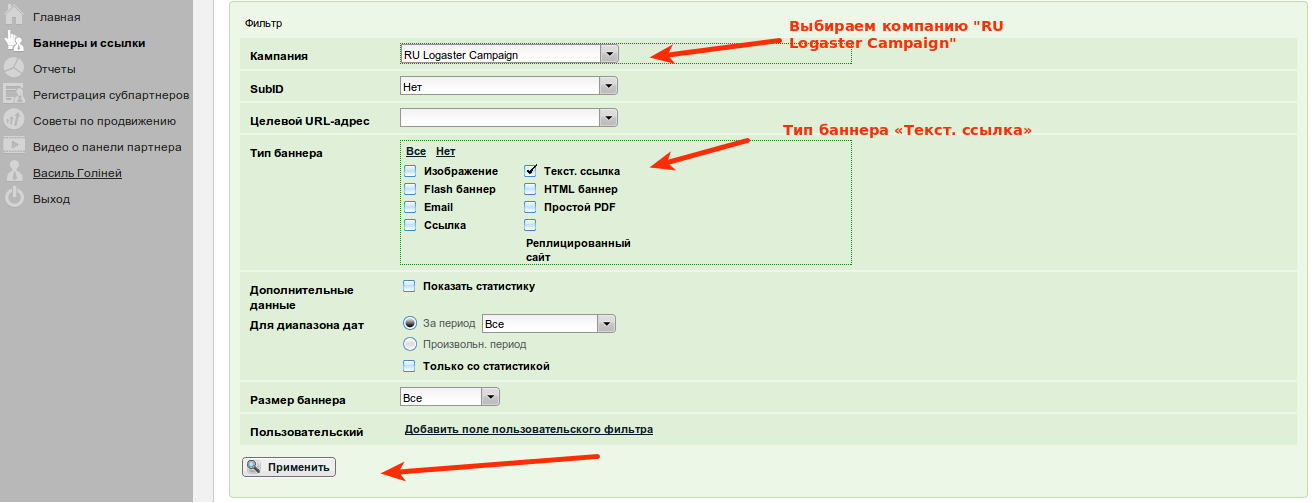 Главная
Баннеры и ссылки
Отчеты
Регистрация субпартнеров
Советы по продвижению
Видео о панели партнера
Василь Голіней
Выход
Фильтр
Выбираем компанию "RU
Logaster Campaign"
Кампания
RU Logaster Campaign
SubID
Нет
Целевой URL-адрес
Тип баннера «Текст. ссылка»
Тип баннера
Все Нет
Изображение Текст. ссылка
Flash баннер HTML баннер
Email Простой PDF
Ссылка
Реплицированный
сайт
Дополнительные
данные
Показать статистику
Для диапазона дат
За период Все
Произвольн. период
Только со статистикой
Размер баннера
Все
Пользовательский
Добавить поле пользовательского фильтра
Применить